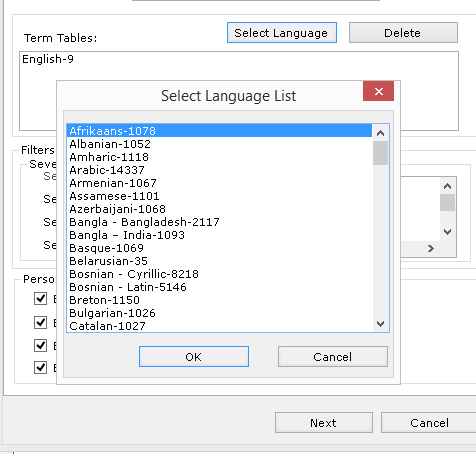 Term Tables:
Select Language
Delete
English-9
Select Language List
Afrikaans-1078
Albanian-1052
Amharic-1118
Arabic-14337
Armenian-1067
Assamese-1101
Azerbaijani-1068
Bangla - Bangladesh-2117
Bangla – India-1093
Basque-1069
Belarusian-35
Bosnian - Cyrillic-8218
Bosnian - Latin-5146
Breton-1150
Bulgarian-1026
Catalan-1027
OK
Cancel
Filters
Seve
Se
Se
Se
Se
Perso
Next
Cancel